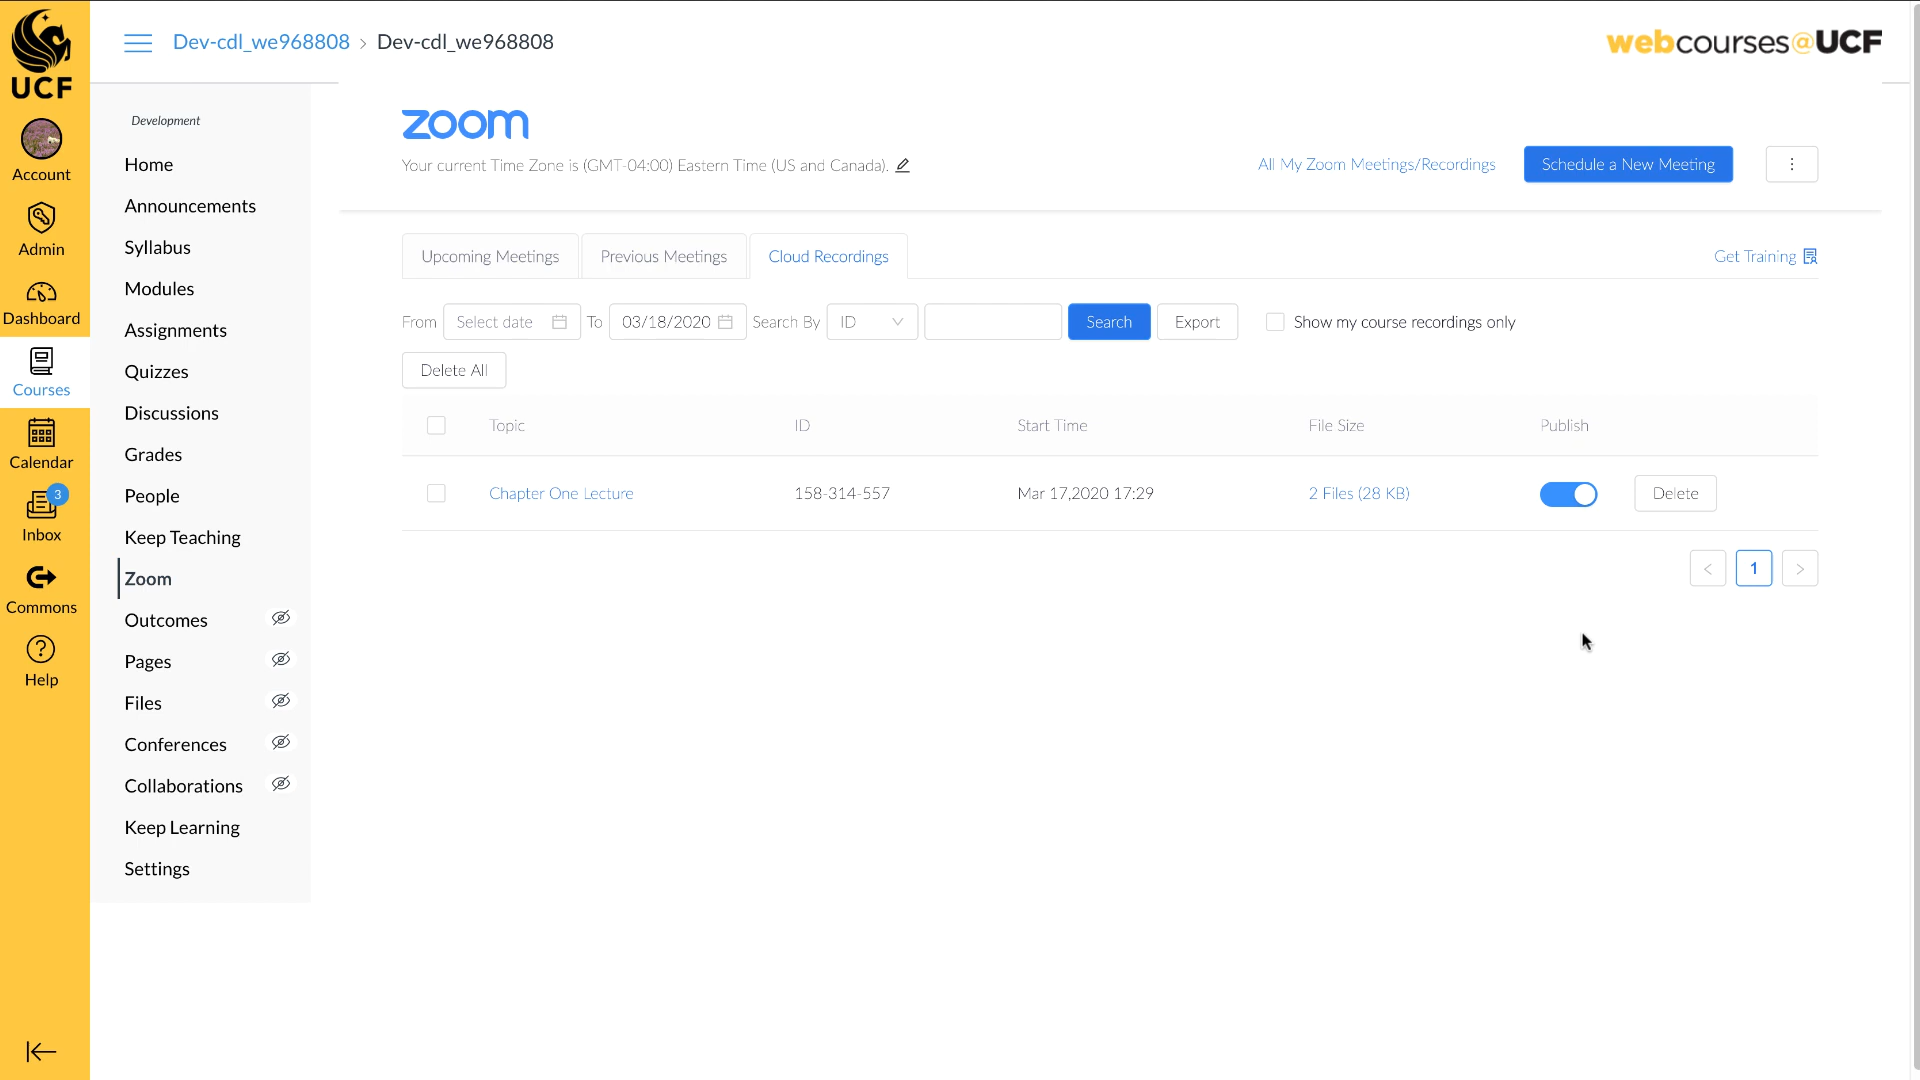 UCF
Account
Admin
Dashboard
Courses
Calendar
3
Inbox
Commons
Help
Dev-cdl_we968808 › Dev-cdl_we968808
webcourses@UCF
Development
Home
Announcements
Syllabus
Modules
Assignments
Quizzes
Discussions
Grades
People
Keep Teaching
Zoom
Outcomes
Pages
Files
Conferences
Collaborations
Keep Learning
Settings
zoom
Your current Time Zone is (GMT-04:00) Eastern Time (US and Canada).
All My Zoom Meetings/Recordings
Schedule a New Meeting
Upcoming Meetings Previous Meetings Cloud Recordings
Get Training
From Select date To 03/18/2020 Search By ID Search Export Show my course recordings only
Delete All
Topic ID Start Time File Size Publish
Chapter One Lecture 158-314-557 Mar 17,2020 17:29 2 Files (28 KB) Delete
< 1 >